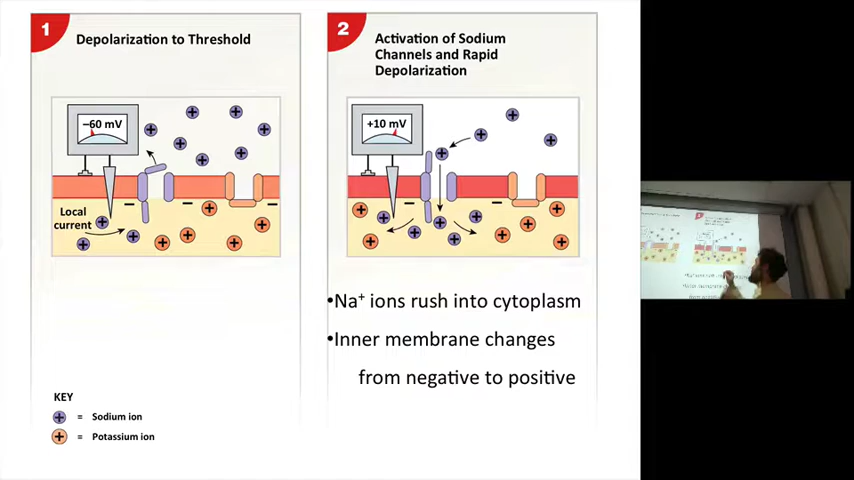 1
Depolarization to Threshold
–60 mV
Local
current
2
Activation of Sodium
Channels and Rapid
Depolarization
+10 mV
•Na+ ions rush into cytoplasm
•Inner membrane changes
from negative to positive
KEY
= Sodium ion
= Potassium ion